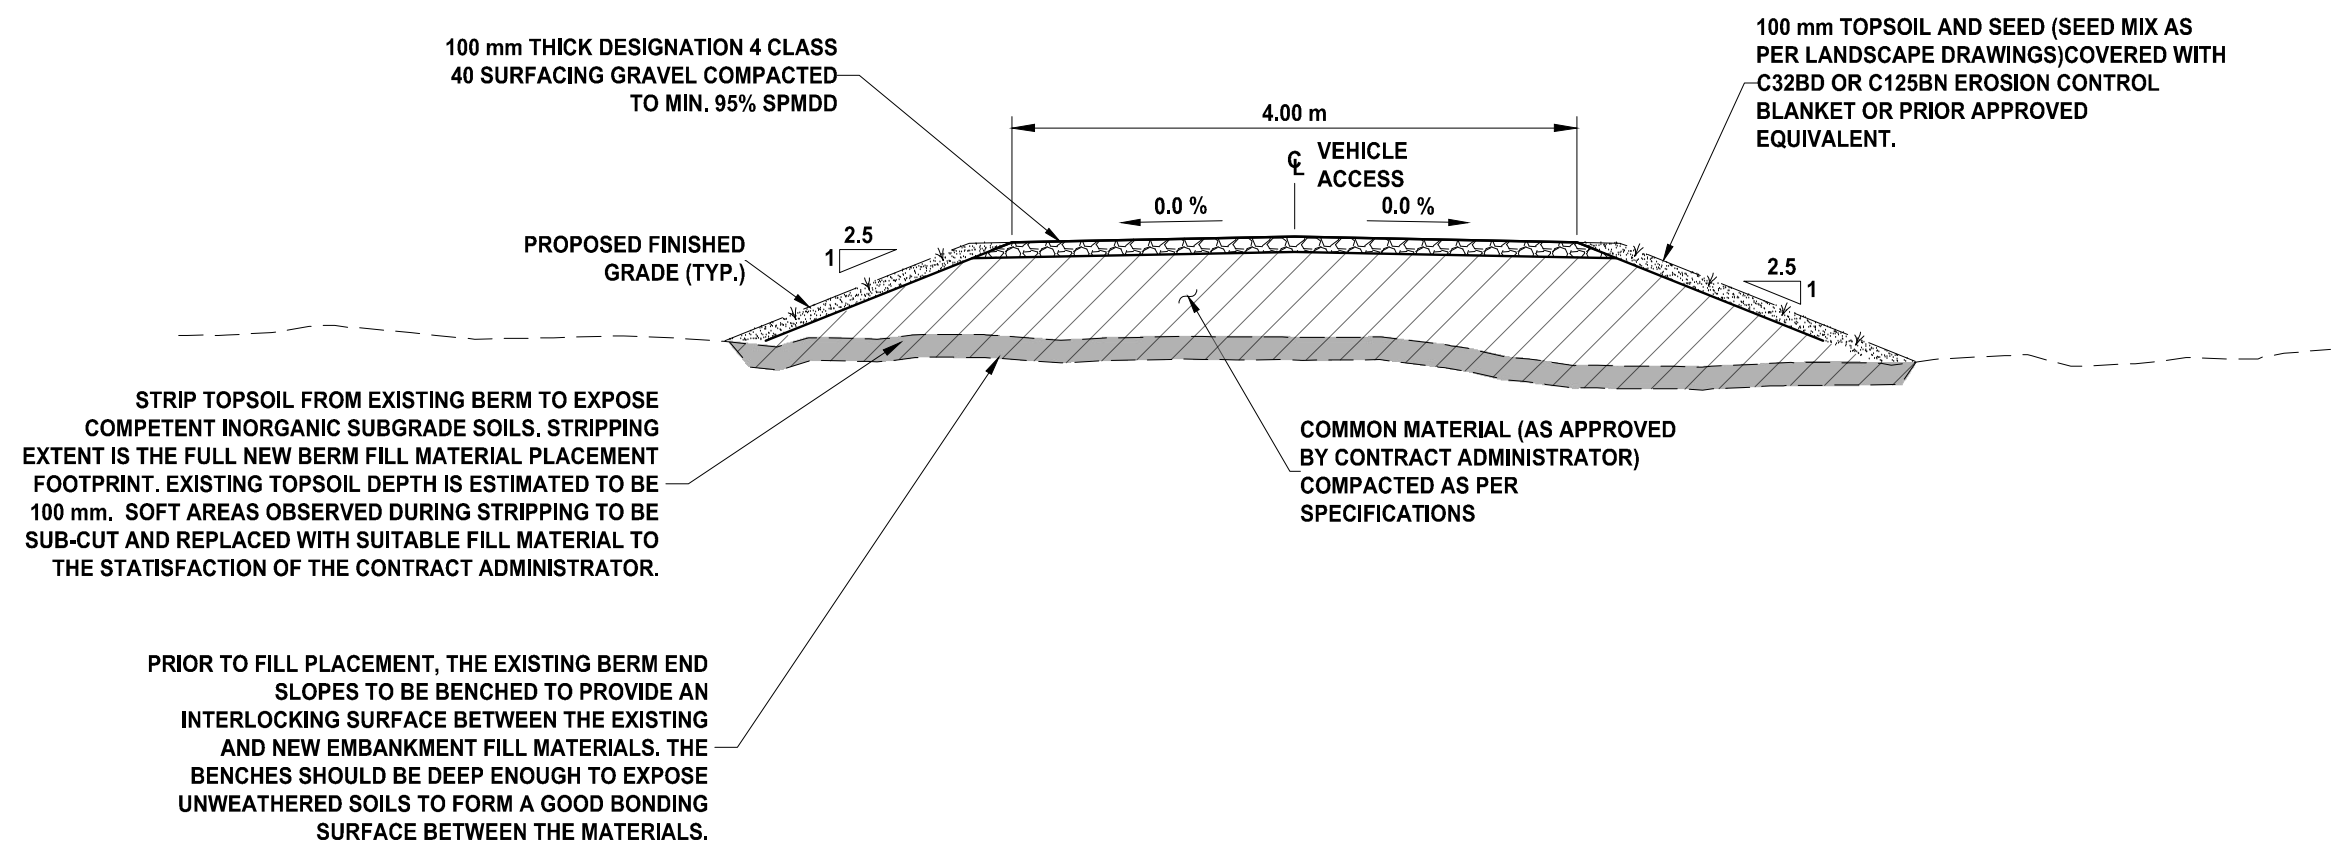 100 mm THICK DESIGNATION 4 CLASS
40 SURFACING GRAVEL COMPACTED
TO MIN. 95% SPMDD
100 mm TOPSOIL AND SEED (SEED MIX AS
PER LANDSCAPE DRAWINGS)COVERED WITH
C32BD OR C125BN EROSION CONTROL
BLANKET OR PRIOR APPROVED
EQUIVALENT.
4.00 m
℄ VEHICLE
ACCESS
0.0 %
0.0 %
PROPOSED FINISHED
GRADE (TYP.)
2.5
1
2.5
1
STRIP TOPSOIL FROM EXISTING BERM TO EXPOSE
COMPETENT INORGANIC SUBGRADE SOILS. STRIPPING
EXTENT IS THE FULL NEW BERM FILL MATERIAL PLACEMENT
FOOTPRINT. EXISTING TOPSOIL DEPTH IS ESTIMATED TO BE
100 mm. SOFT AREAS OBSERVED DURING STRIPPING TO BE
SUB-CUT AND REPLACED WITH SUITABLE FILL MATERIAL TO
THE STATISFACTION OF THE CONTRACT ADMINISTRATOR.
COMMON MATERIAL (AS APPROVED
BY CONTRACT ADMINISTRATOR)
COMPACTED AS PER
SPECIFICATIONS
PRIOR TO FILL PLACEMENT, THE EXISTING BERM END
SLOPES TO BE BENCHED TO PROVIDE AN
INTERLOCKING SURFACE BETWEEN THE EXISTING
AND NEW EMBANKMENT FILL MATERIALS. THE
BENCHES SHOULD BE DEEP ENOUGH TO EXPOSE
UNWEATHERED SOILS TO FORM A GOOD BONDING
SURFACE BETWEEN THE MATERIALS.